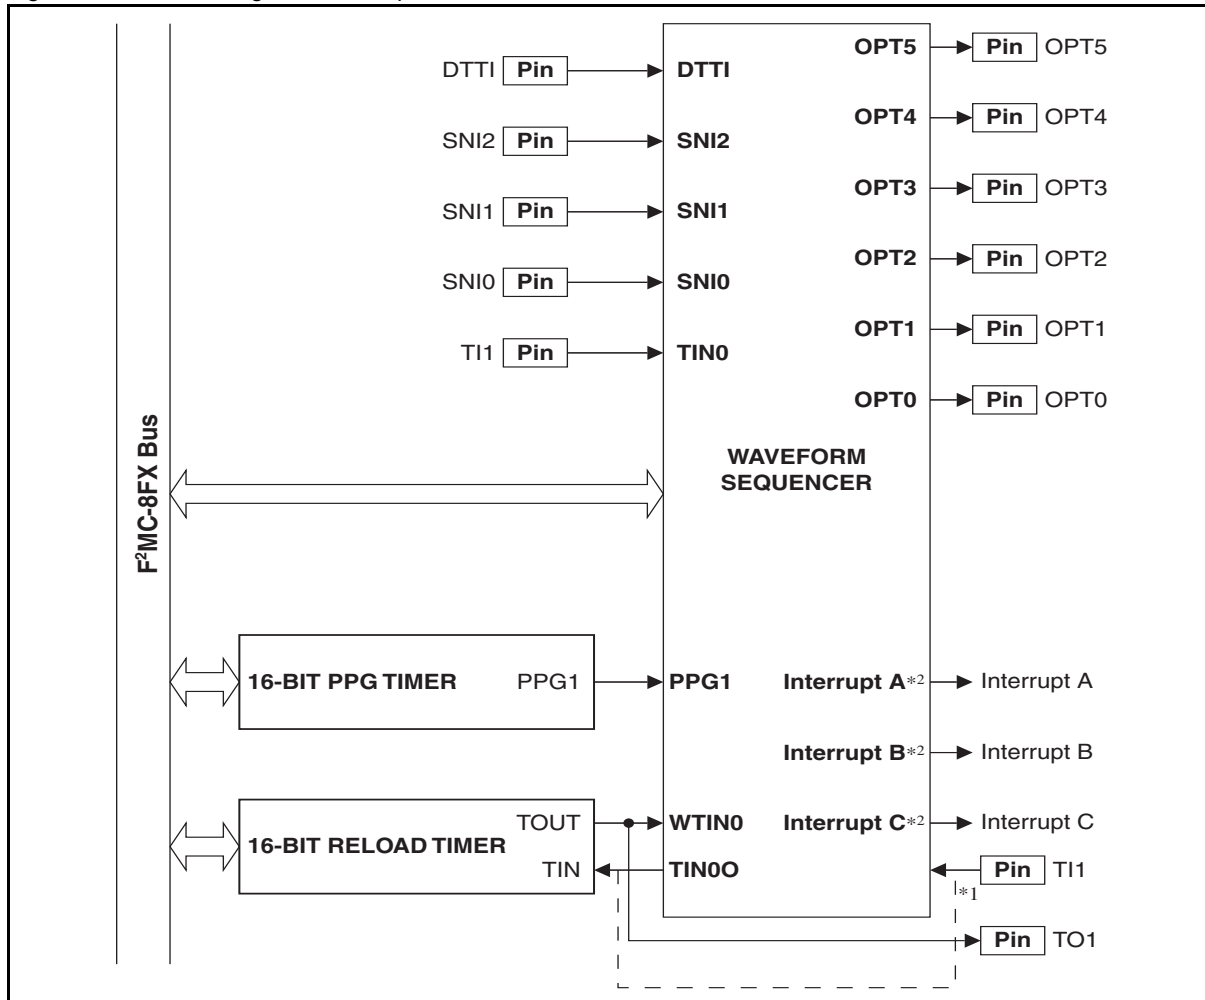 OPT5 Pin OPT5
DTTI Pin DTTI
OPT4 Pin OPT4
SNI2 Pin SNI2
OPT3 Pin OPT3
SNI1 Pin SNI1
OPT2 Pin OPT2
SNI0 Pin SNI0
OPT1 Pin OPT1
TI1 Pin TIN0
OPT0 Pin OPT0
WAVEFORM
SEQUENCER
F²MC-8FX Bus
16-BIT PPG TIMER PPG1 PPG1 Interrupt A*2 Interrupt A
Interrupt B*2 Interrupt B
TOUT WTIN0 Interrupt C*2 Interrupt C
16-BIT RELOAD TIMER
TIN TIN0O Pin TI1
*1
Pin TO1